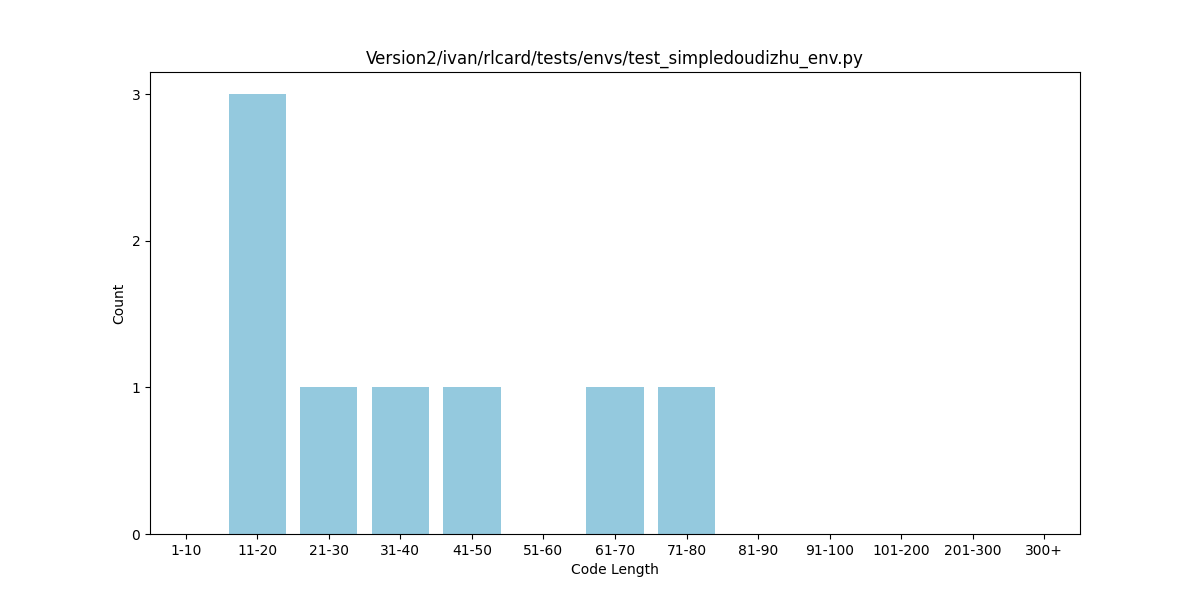 Version2/ivan/rlcard/tests/envs/test_simpledoudizhu_env.py
3
2
1
0
Count
1-10 11-20 21-30 31-40 41-50 51-60 61-70 71-80 81-90 91-100 101-200 201-300 300+
Code Length